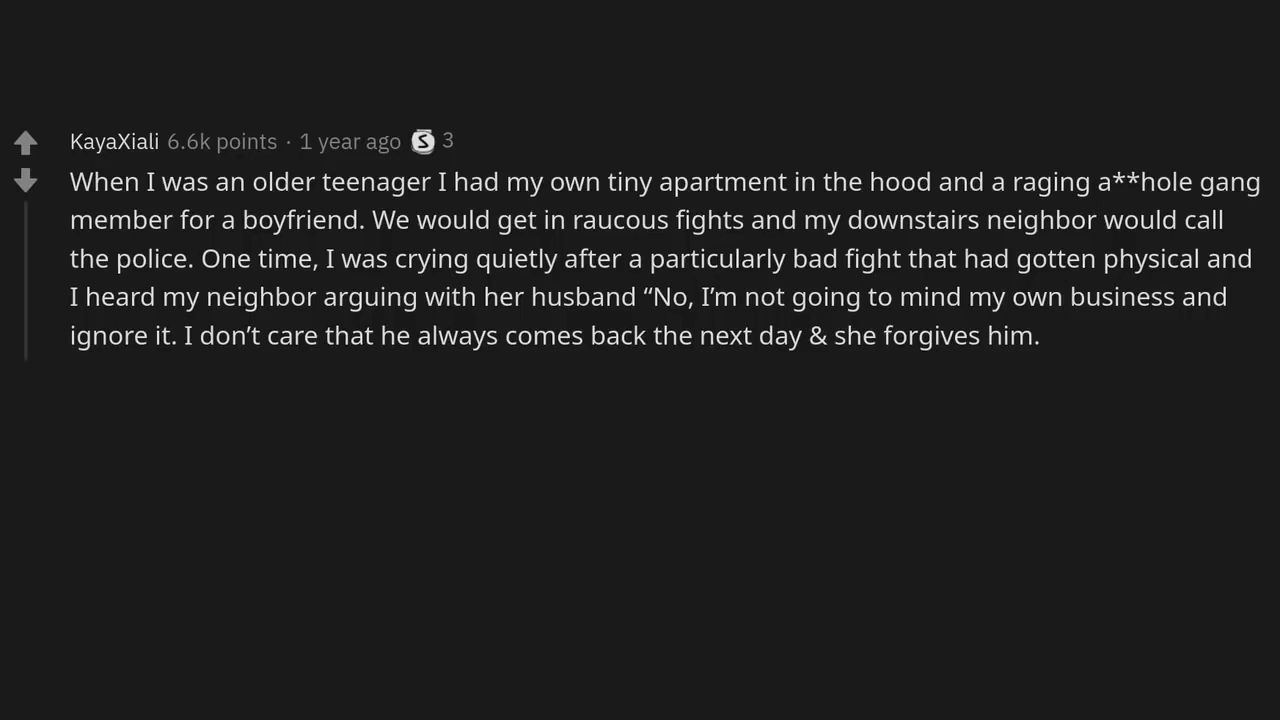 KayaXiali 6.6k points · 1 year ago S 3
When I was an older teenager I had my own tiny apartment in the hood and a raging a**hole gang
member for a boyfriend. We would get in raucous fights and my downstairs neighbor would call
the police. One time, I was crying quietly after a particularly bad fight that had gotten physical and
I heard my neighbor arguing with her husband “No, I’m not going to mind my own business and
ignore it. I don’t care that he always comes back the next day & she forgives him.